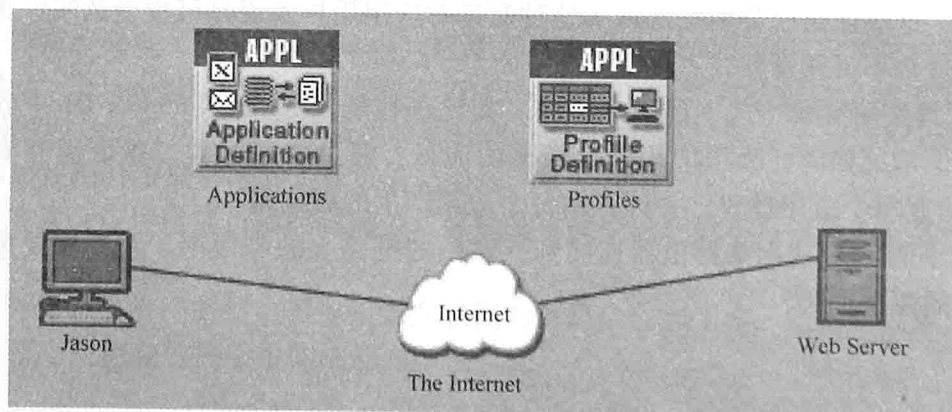 APPL
Application
Definition
Applications
APPL
Profile
Definition
Profiles
Jason
Internet
The Internet
Web Server